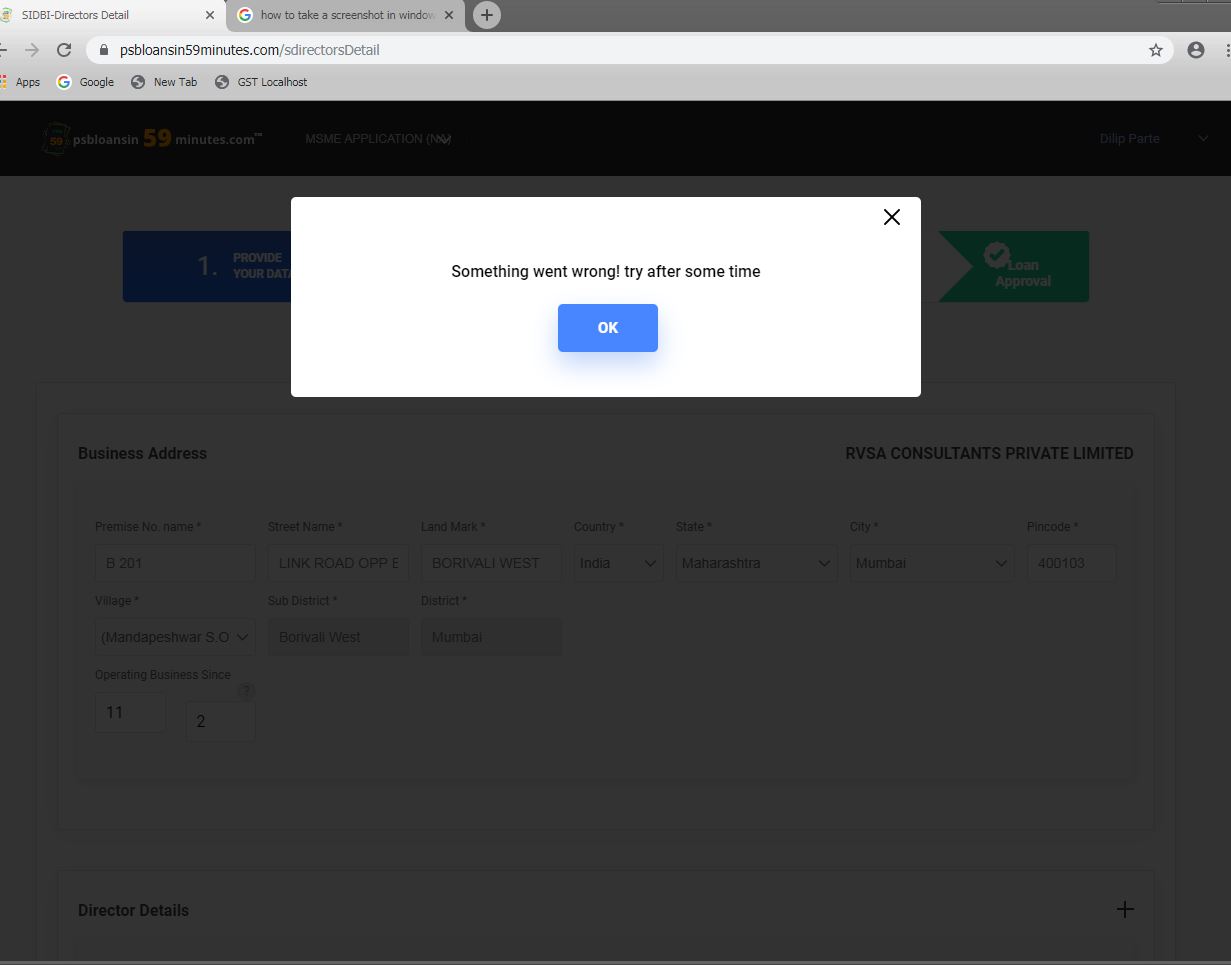 SIDBI-Directors Detail
how to take a screenshot in window
psbloansin59minutes.com/sdirectorsDetail
Apps Google New Tab GST Localhost
59 psbloansin 59 minutes.com™ MSME APPLICATION Dilip Parte
Something went wrong! try after some time
OK
1. PROVIDE
YOUR DATA
Loan
Approval
Business Address RVSA CONSULTANTS PRIVATE LIMITED
Premise No. name * Street Name * Land Mark * Country * State * City * Pincode *
B 201 LINK ROAD OPP E BORIVALI WEST India Maharashtra Mumbai 400103
Village * Sub District * District *
(Mandapeshwar S.O Borivali West Mumbai
Operating Business Since
?
11 2
Director Details